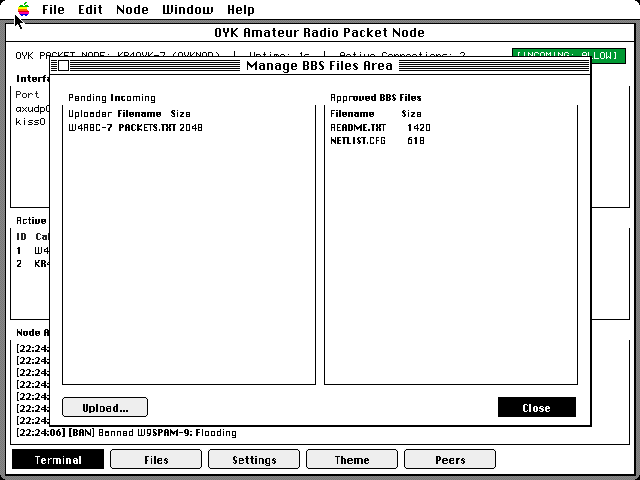 File Edit Node Window Help
OYK Amateur Radio Packet Node
OYK PACKET NODE: KR4OYK-7 (OYKNOD) | Uptime: 1s | Active Connections: 2 [INCOMING: ALLOW]
Manage BBS Files Area
Port
axudp0
kiss0
Active
ID Cal
1 W4
2 KR4
Node A
Pending Incoming
Uploader Filename Size
W4ABC-7 PACKETS.TXT 2048
Approved BBS Files
Filename Size
README.TXT 1420
NETLIST.CFG 618
Upload... Close
[22:24:
[22:24:
[22:24:
[22:24:
[22:24:
[22:24:
[22:24:
[22:24:06] [BAN] Banned W9SPAM-9: Flooding
Terminal Files Settings Theme Peers